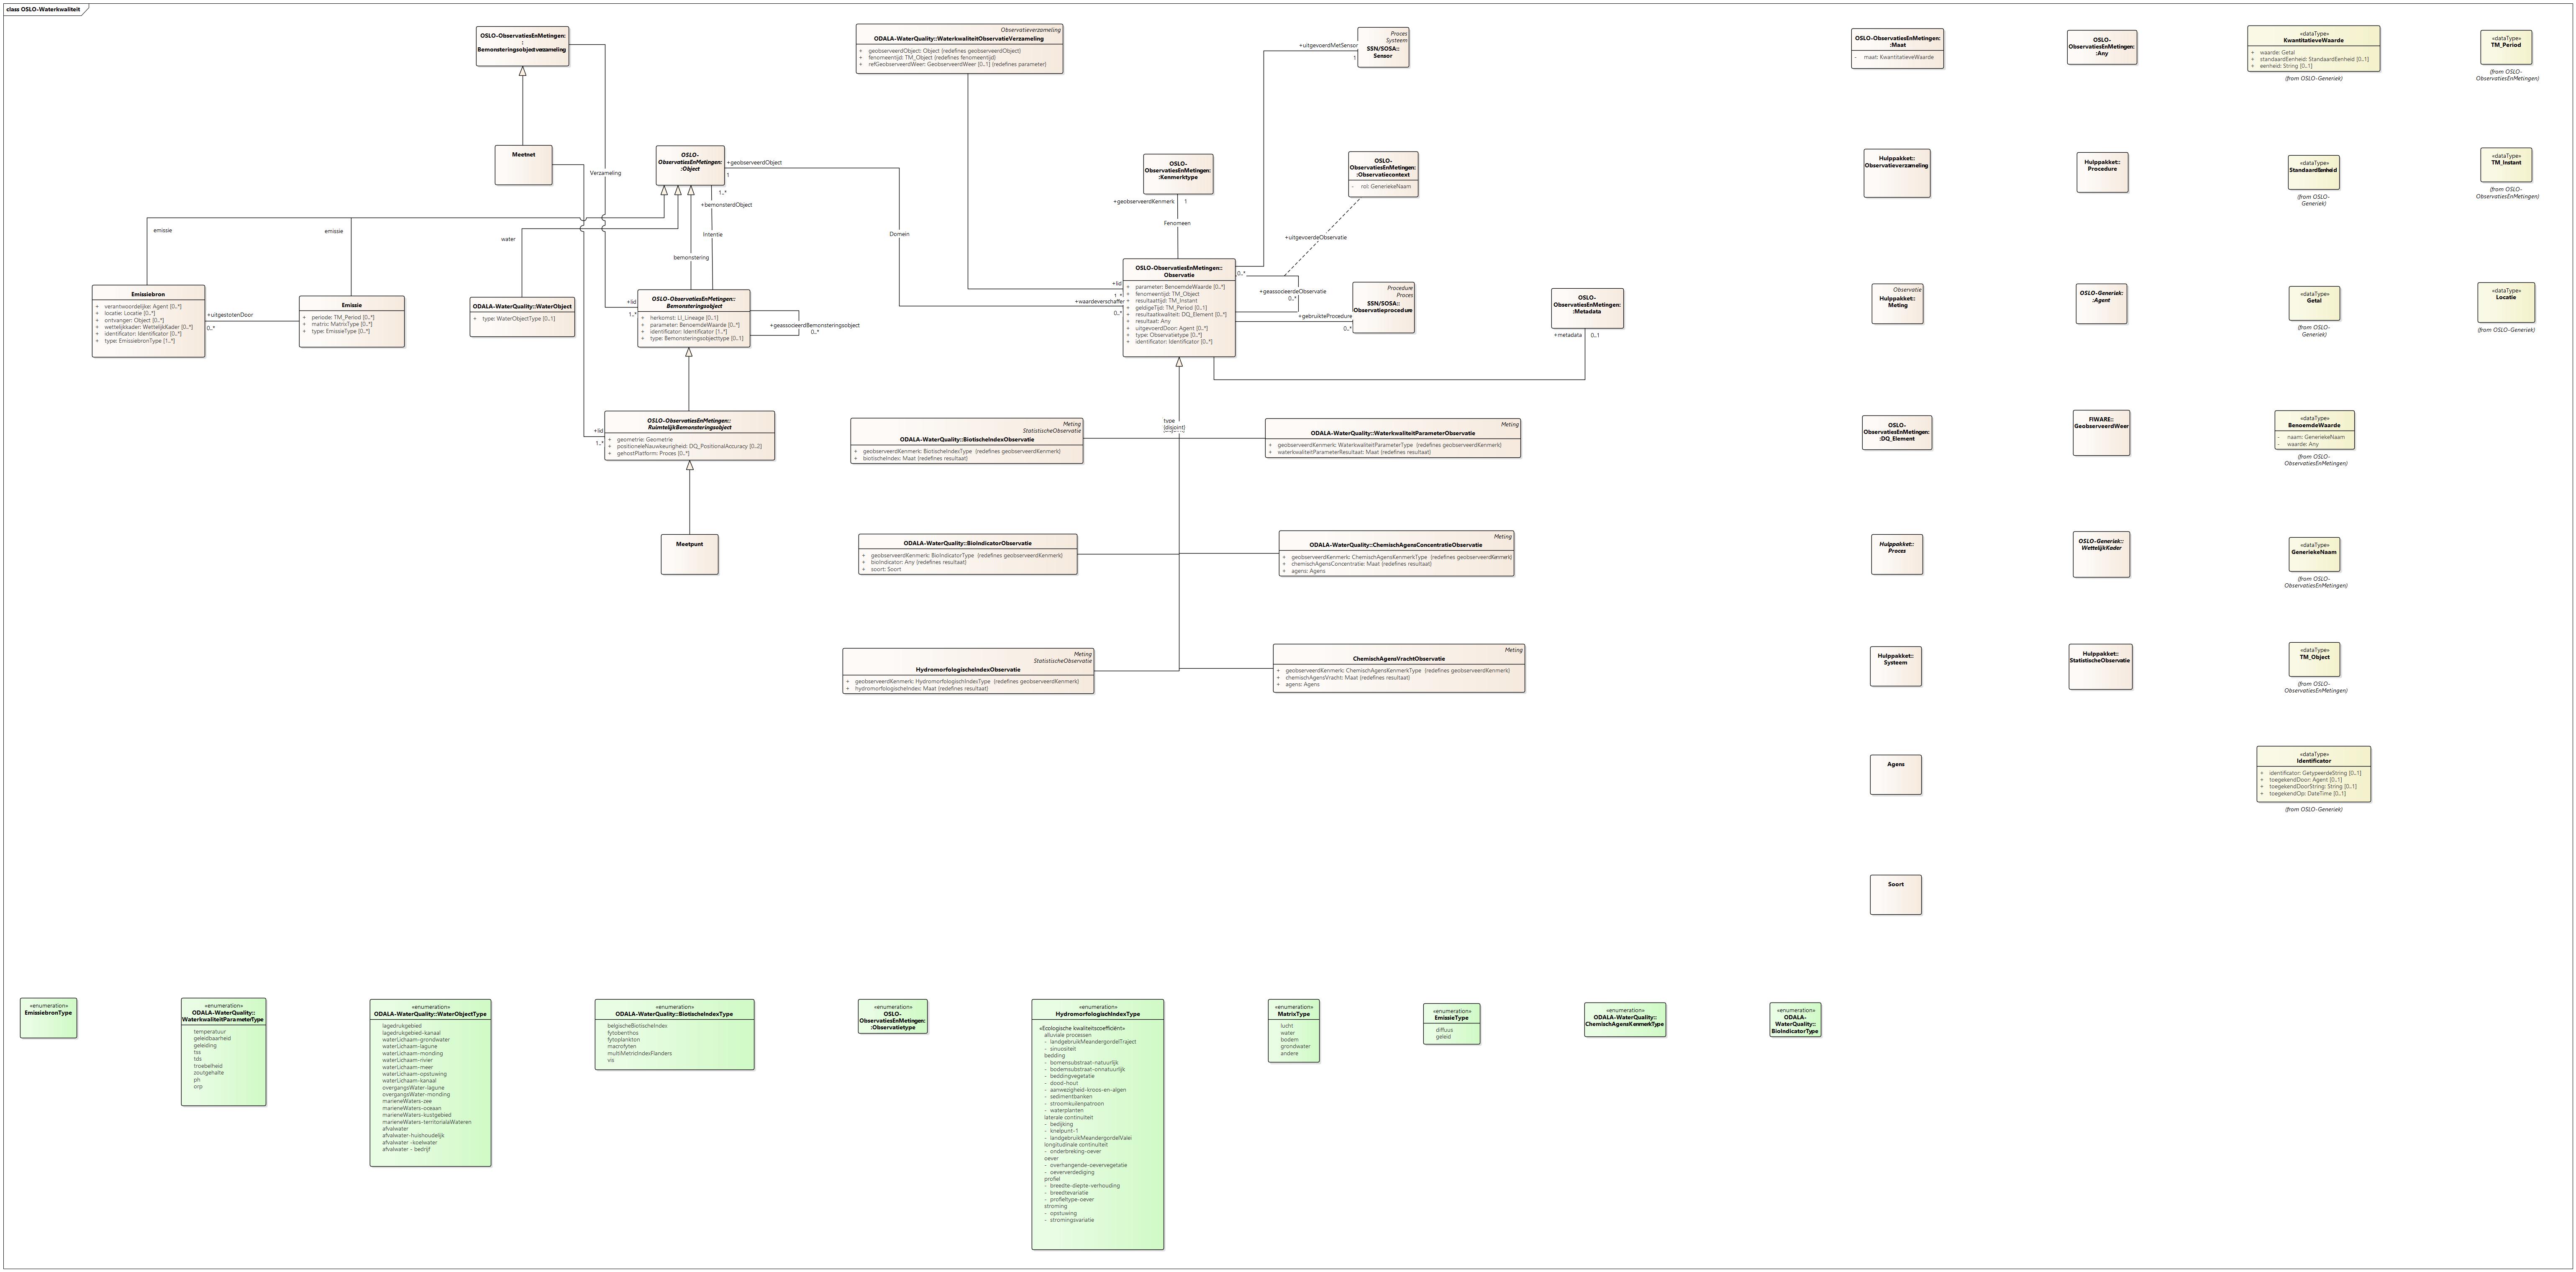 class OSLO-Waterkwaliteit
OSLO-ObservatiesEnMetingen:
:
Bemonsteringsobjectverzameling
Meetnet
Verzameling
OSLO-
ObservatiesEnMetingen:
:Object
+geobserveerdObject
1
1..*
+bemonsterdObject
Intentie
bemonstering
emissie
emissie
water
Domein
Observatieverzameling
ODALA-WaterQuality::WaterkwaliteitObservatieVerzameling
+ geobserveerdObject: Object (redefines geobserveerdObject)
+ fenomeentijd: TM_Object (redefines fenomeentijd)
+ refGeobserveerdWeer: GeobserveerdWeer [0..1] (redefines parameter)
+uitgevoerdMetSensor
1
Proces
Systeem
SSN/SOSA::
Sensor
OSLO-
ObservatiesEnMetingen:
:Kenmerktype
+geobserveerdKenmerk
1
Fenomeen
OSLO-
ObservatiesEnMetingen:
:Observatiecontext
- rol: GeneriekeNaam
+uitgevoerdeObservatie
0..*
+geassocieerdeObservatie
0..*
+gebruikteProcedure
0..*
Procedure
Proces
SSN/SOSA::
Observatieprocedure
OSLO-
ObservatiesEnMetingen:
:Metadata
+metadata
0..1
Emissiebron
+ verantwoordelijke: Agent [0..*]
+ locatie: Locatie [0..*]
+ ontvanger: Object [0..*]
+ wettelijkkader: WettelijkKader [0..*]
+ identificator: Identificator [0..*]
+ type: EmissiebronType [1..*]
+uitgestotenDoor
0..*
Emissie
+ periode: TM_Period [0..*]
+ matrix: MatrixType [0..*]
+ type: EmissieType [0..*]
ODALA-WaterQuality::WaterObject
+ type: WaterObjectType [0..1]
+lid
1..*
OSLO-ObservatiesEnMetingen::
Bemonsteringsobject
+ herkomst: LI_Lineage [0..1]
+ parameter: BenoemdeWaarde [0..*]
+ identificator: Identificator [1..*]
+ type: Bemonsteringsobjecttype [0..1]
+geassocieerdBemonsteringsobject
0..*
+lid
1..*
OSLO-ObservatiesEnMetingen::
RuimtelijkBemonsteringsobject
+ geometrie: Geometrie
+ positioneleNauwkeurigheid: DQ_PositionalAccuracy [0..2]
+ gehostPlatform: Proces [0..*]
Meetpunt
+lid
1..*
+waardeverschaffer
0..*
OSLO-ObservatiesEnMetingen::
Observatie
+ parameter: BenoemdeWaarde [0..*]
+ fenomeentijd: TM_Object
+ resultaattijd: TM_Instant
+ geldigeTijd: TM_Period [0..1]
+ resultaatkwaliteit: DQ_Element [0..*]
+ resultaat: Any
+ uitgevoerdDoor: Agent [0..*]
+ type: Observatietype [0..*]
+ identificator: Identificator [0..*]
type
{disjoint}
Meting
StatistischeObservatie
ODALA-WaterQuality::BiotischeIndexObservatie
+ geobserveerdKenmerk: BiotischeIndexType (redefines geobserveerdKenmerk)
+ biotischeIndex: Maat (redefines resultaat)
Meting
ODALA-WaterQuality::WaterkwaliteitParameterObservatie
+ geobserveerdKenmerk: WaterkwaliteitParameterType (redefines geobserveerdKenmerk)
+ waterkwaliteitParameterResultaat: Maat (redefines resultaat)
ODALA-WaterQuality::BioIndicatorObservatie
+ geobserveerdKenmerk: BioIndicatorType (redefines geobserveerdKenmerk)
+ bioIndicator: Any (redefines resultaat)
+ soort: Soort
Meting
ODALA-WaterQuality::ChemischAgensConcentratieObservatie
+ geobserveerdKenmerk: ChemischAgensKenmerkType (redefines geobserveerdKenmerk)
+ chemischAgensConcentratie: Maat (redefines resultaat)
+ agens: Agens
Meting
StatistischeObservatie
HydromorfologischeIndexObservatie
+ geobserveerdKenmerk: HydromorfologischIndexType (redefines geobserveerdKenmerk)
+ hydromorfologischeIndex: Maat (redefines resultaat)
Meting
ChemischAgensVrachtObservatie
+ geobserveerdKenmerk: ChemischAgensKenmerkType (redefines geobserveerdKenmerk)
+ chemischAgensVracht: Maat (redefines resultaat)
+ agens: Agens
OSLO-ObservatiesEnMetingen:
:Maat
- maat: KwantitatieveWaarde
OSLO-
ObservatiesEnMetingen:
:Any
«dataType»
KwantitatieveWaarde
+ waarde: Getal
+ standaardEenheid: StandaardEenheid [0..1]
+ eenheid: String [0..1]
(from OSLO-Generiek)
«dataType»
TM_Period
(from OSLO-
ObservatiesEnMetingen)
Hulppakket::
Observatieverzameling
Hulppakket::
Procedure
«dataType»
StandaardEenheid
(from OSLO-
Generiek)
«dataType»
TM_Instant
(from OSLO-
ObservatiesEnMetingen)
Observatie
Hulppakket::
Meting
OSLO-Generiek:
:Agent
«dataType»
Getal
(from OSLO-
Generiek)
«dataType»
Locatie
(from OSLO-Generiek)
OSLO-
ObservatiesEnMetingen:
:DQ_Element
FIWARE::
GeobserveerdWeer
«dataType»
BenoemdeWaarde
- naam: GeneriekeNaam
- waarde: Any
(from OSLO-
ObservatiesEnMetingen)
Hulppakket::
Proces
OSLO-Generiek::
WettelijkKader
«dataType»
GeneriekeNaam
(from OSLO-
ObservatiesEnMetingen)
Hulppakket::
Systeem
Hulppakket::
StatistischeObservatie
«dataType»
TM_Object
(from OSLO-
ObservatiesEnMetingen)
Agens
«dataType»
Identificator
+ identificator: GetypeerdeString [0..1]
+ toegekendDoor: Agent [0..1]
+ toegekendDoorString: String [0..1]
+ toegekendOp: DateTime [0..1]
(from OSLO-Generiek)
Soort
«enumeration»
EmissiebronType
«enumeration»
ODALA-WaterQuality::
WaterkwaliteitParameterType
temperatuur
geleidbaarheid
geleiding
tss
tds
troebelheid
zoutgehalte
ph
orp
«enumeration»
ODALA-WaterQuality::WaterObjectType
lagedrukgebied
lagedrukgebied-kanaal
waterLichaam-grondwater
waterLichaam-lagune
waterLichaam-monding
waterLichaam-rivier
waterLichaam-meer
waterLichaam-opstuwing
waterLichaam-kanaal
overgangsWater-lagune
overgangsWater-monding
marieneWaters-zee
marieneWaters-oceaan
marieneWaters-kustgebied
marieneWaters-territorialaWateren
afvalwater
afvalwater-huishoudelijk
afvalwater -koelwater
afvalwater - bedrijf
«enumeration»
ODALA-WaterQuality::BiotischeIndexType
belgischeBiotischeIndex
fytobenthos
fytoplankton
macrofyten
multiMetricIndexFlanders
vis
«enumeration»
OSLO-
ObservatiesEnMetingen:
:Observatietype
«enumeration»
HydromorfologischIndexType
«Ecologische kwaliteitscoefficiënt»
alluviale processen
- landgebruikMeandergordelTraject
- sinuositeit
bedding
- bomensubstraat-natuurlijk
- bodemsubstraat-onnatuurlijk
- beddingvegetatie
- dood-hout
- aanwezigheid-kroos-en-algen
- sedimentbanken
- stroomkuilenpatroon
- waterplanten
laterale continuïteit
- bedijking
- knelpunt-1
- landgebruikMeandergordelValei
longitudinale continuïteit
- onderbreking-oever
oever
- overhangende-oevervegetatie
- oeververdediging
profiel
- breedte-diepte-verhouding
- breedtevariatie
- profieltype-oever
stroming
- opstuwing
- stromingsvariatie
«enumeration»
MatrixType
lucht
water
bodem
grondwater
andere
«enumeration»
EmissieType
diffuus
geleid
«enumeration»
ODALA-WaterQuality::
ChemischAgensKenmerkType
«enumeration»
ODALA-
WaterQuality::
BioIndicatorType